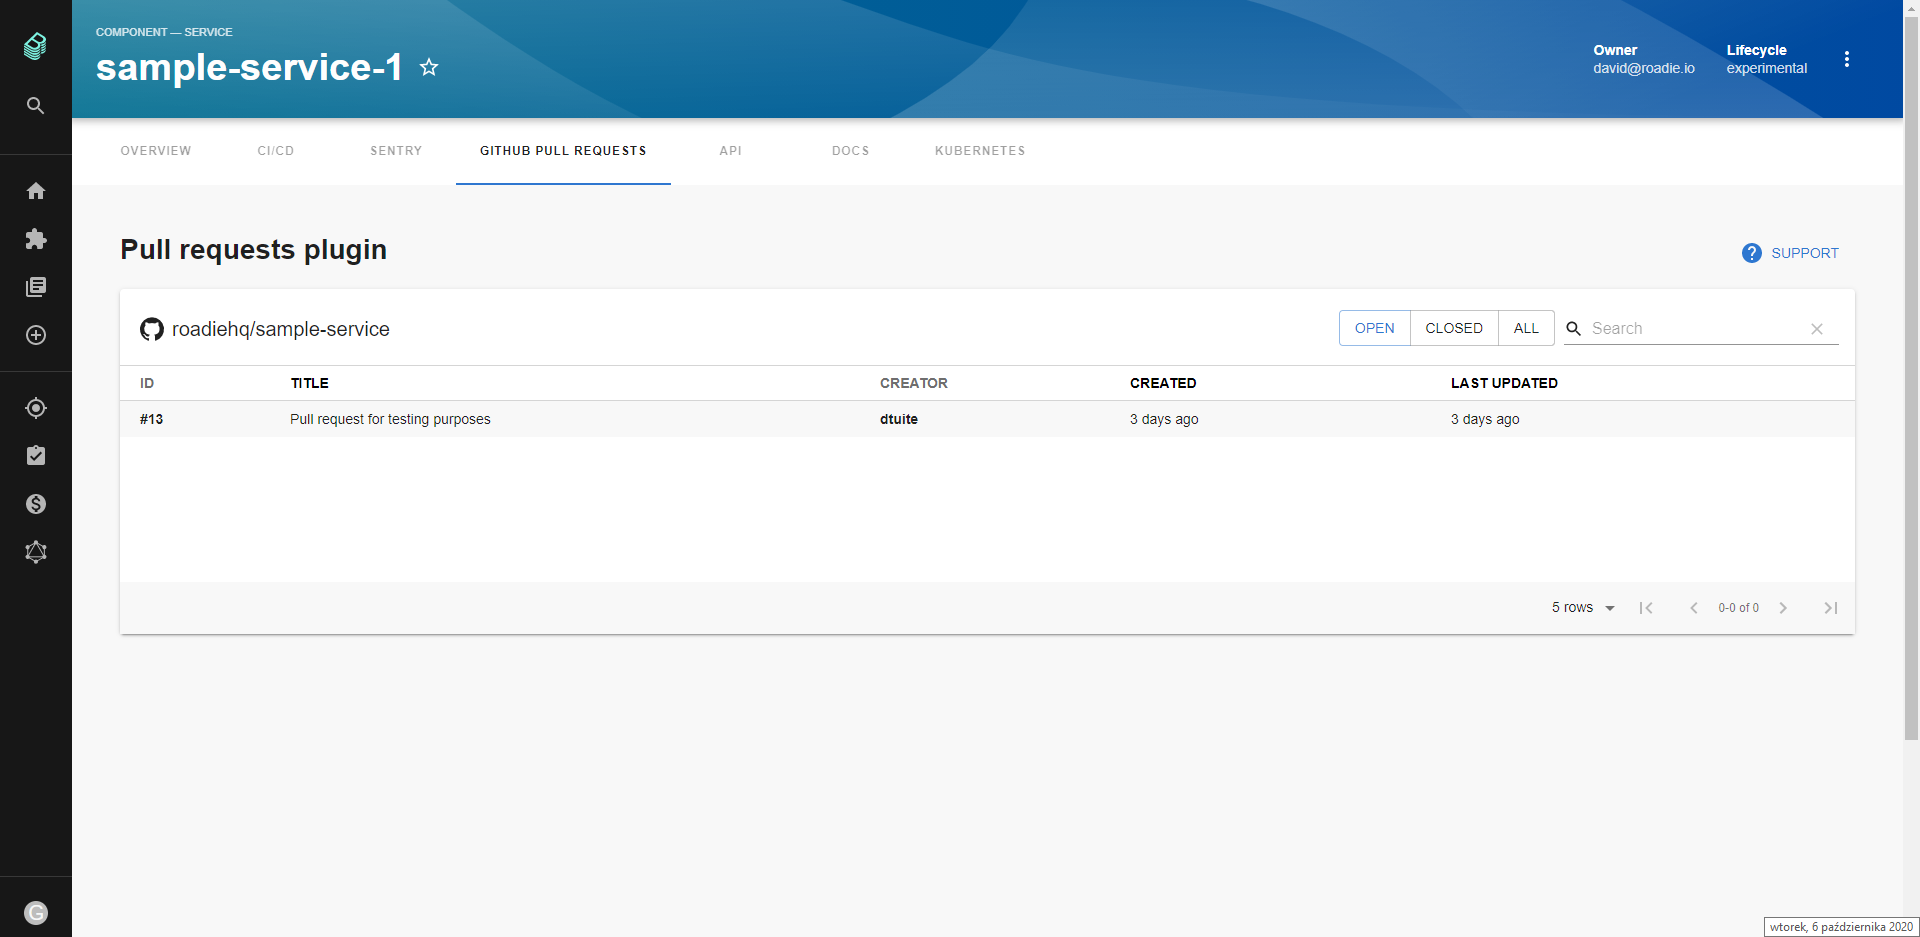 COMPONENT — SERVICE
sample-service-1
Owner
david@roadie.io
Lifecycle
experimental
OVERVIEW CI/CD SENTRY GITHUB PULL REQUESTS API DOCS KUBERNETES
Pull requests plugin
SUPPORT
roadiehq/sample-service
OPEN CLOSED ALL Search
ID TITLE CREATOR CREATED LAST UPDATED
#13 Pull request for testing purposes dtuite 3 days ago 3 days ago
5 rows 0-0 of 0
G
wtorek, 6 października 2020